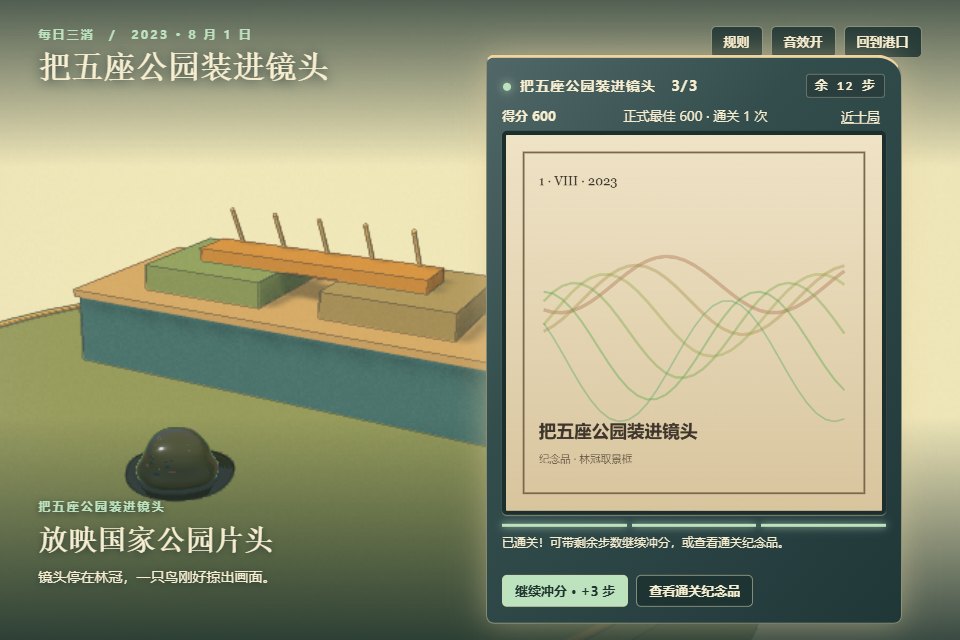 每日三消 / 2023・8 月 1 日
把五座公园装进镜头
规则 音效开 回到港口
把五座公园装进镜头 3/3
余 12 步
得分 600 正式最佳 600 · 通关 1 次 近十局
1 · VIII · 2023
把五座公园装进镜头
纪念品 · 林冠取景框
已通关！可带剩余步数继续冲分，或查看通关纪念品。
继续冲分 • +3 步 查看通关纪念品
把五座公园装进镜头
放映国家公园片头
镜头停在林冠，一只鸟刚好掠出画面。